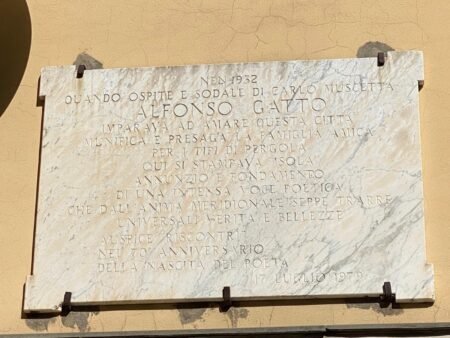 NEL 1932
QUANDO OSPITE E SODALE DI CARLO MUSCETTA
ALFONSO GATTO
IMPARAVA AD AMARE QUESTA CITTÀ
MUNIFICA E PRESAGA LA FAMIGLIA AMICA
PER I TIPI DI PERGOLA
QUI SI STAMPAVA "ISOLA"
ANNUNZIO E FONDAMENTO
DI UNA INTENSA VOCE POETICA
CHE DALL'ANIMA MERIDIONALE SEPPE TRARRE
UNIVERSALI VERITÀ E BELLEZZE
AUSPICE RISCONTRI
NEL 70° ANNIVERSARIO
DELLA NASCITA DEL POETA
17 LUGLIO 1979